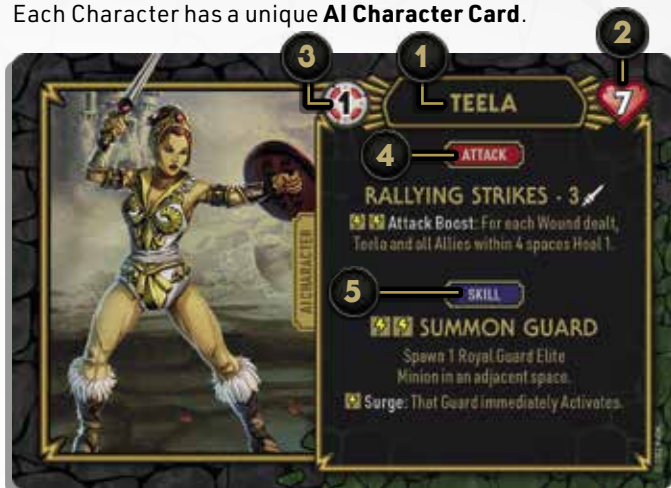 Each Character has a unique AI Character Card.
3 1 2
1 TEELA 7
4 ATTACK
RALLYING STRIKES - 3
Attack Boost: For each Wound dealt,
Teela and all Allies within 4 spaces Heal 1.
AI CHARACTER
5 SKILL
SUMMON GUARD
Spawn 1 Royal Guard Elite
Minion in an adjacent space.
Surge: That Guard immediately Activates.